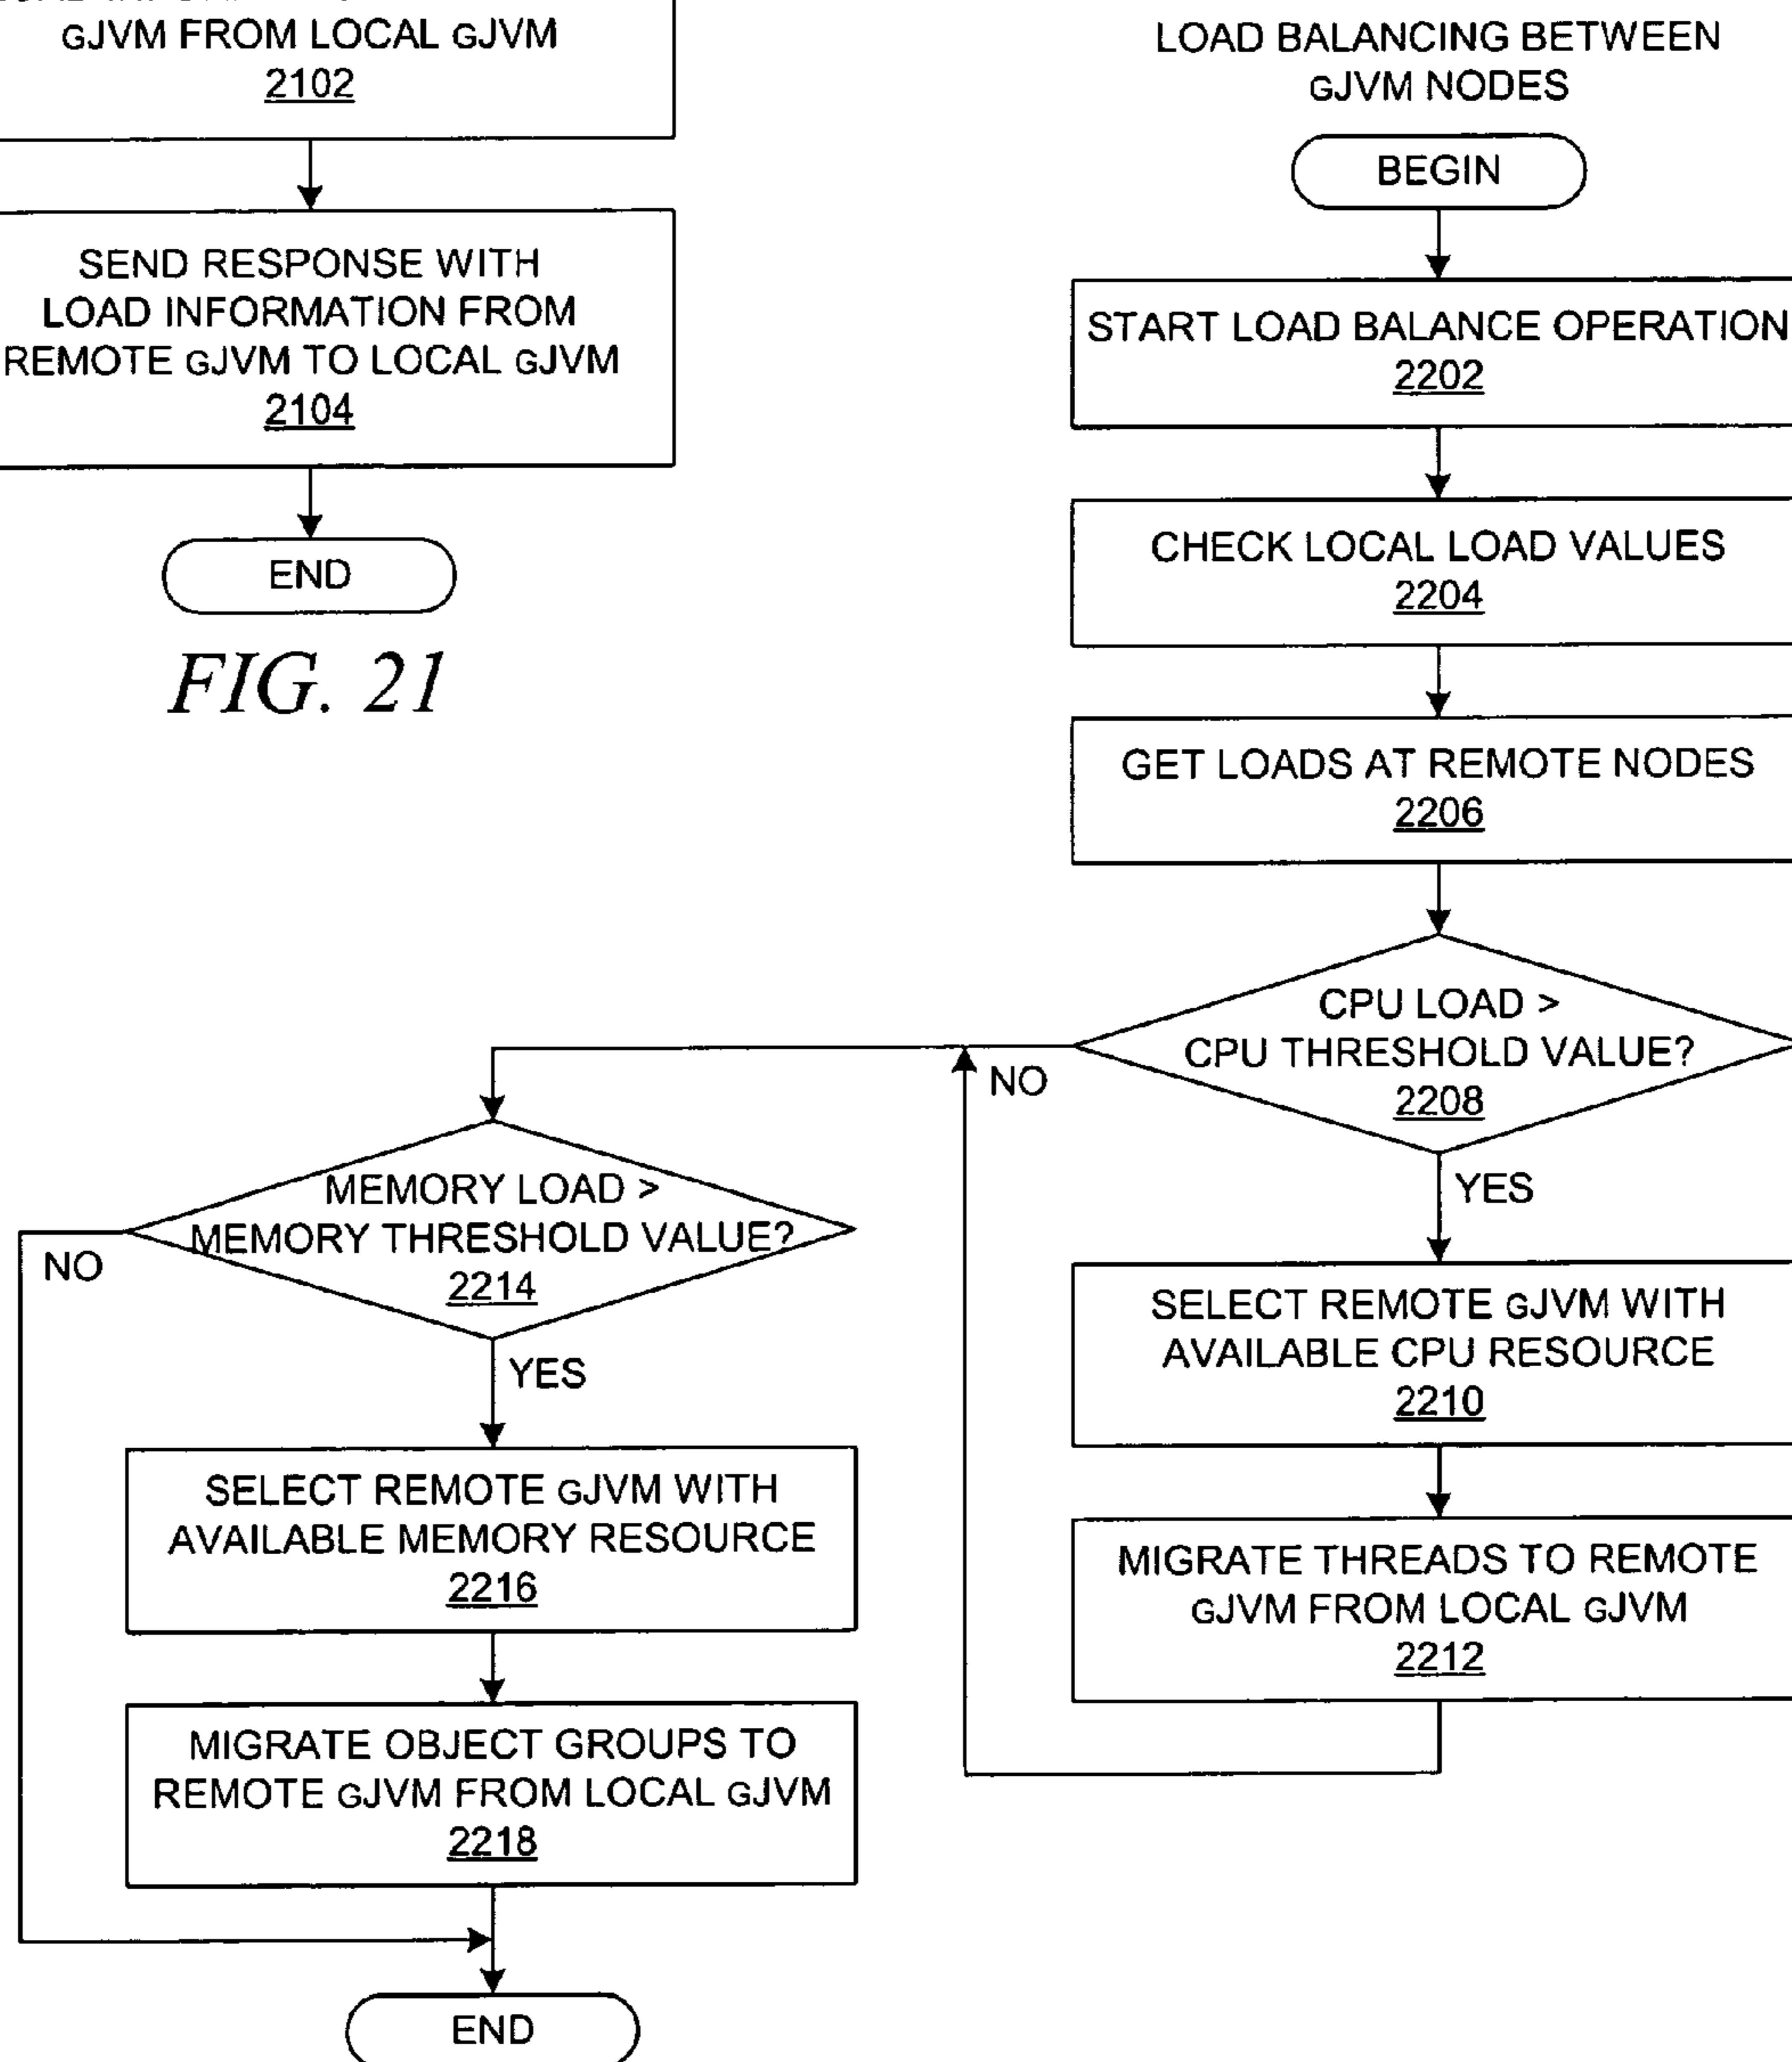 GJVM FROM LOCAL GJVM
2102
SEND RESPONSE WITH
LOAD INFORMATION FROM
REMOTE GJVM TO LOCAL GJVM
2104
END
FIG. 21
LOAD BALANCING BETWEEN
GJVM NODES
BEGIN
START LOAD BALANCE OPERATION
2202
CHECK LOCAL LOAD VALUES
2204
GET LOADS AT REMOTE NODES
2206
CPU LOAD >
CPU THRESHOLD VALUE?
2208
NO
YES
SELECT REMOTE GJVM WITH
AVAILABLE CPU RESOURCE
2210
MIGRATE THREADS TO REMOTE
GJVM FROM LOCAL GJVM
2212
MEMORY LOAD >
MEMORY THRESHOLD VALUE?
2214
NO
YES
SELECT REMOTE GJVM WITH
AVAILABLE MEMORY RESOURCE
2216
MIGRATE OBJECT GROUPS TO
REMOTE GJVM FROM LOCAL GJVM
2218
END